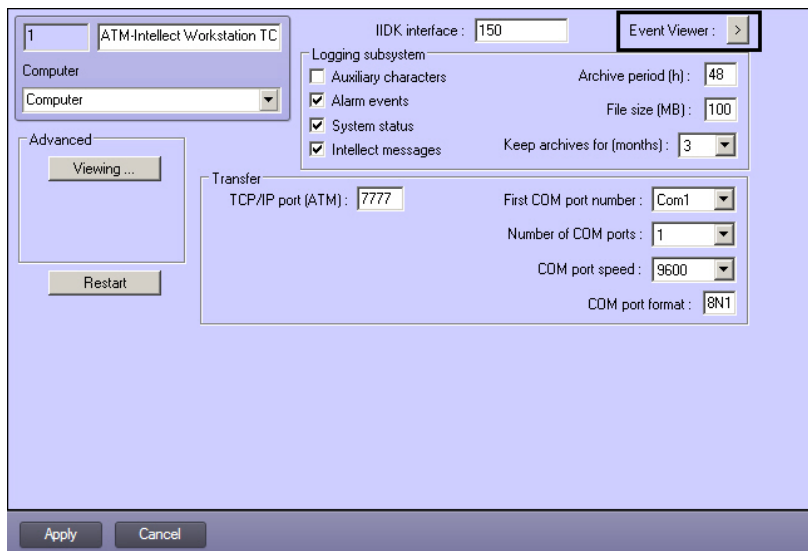 1 ATM-Intellect Workstation TC
Computer
Computer
Advanced
Viewing ...
Restart
IIDK interface : 150
Event Viewer : >
Logging subsystem
Auxiliary characters
Alarm events
System status
Intellect messages
Archive period (h) : 48
File size (MB) : 100
Keep archives for (months) : 3
Transfer
TCP/IP port (ATM) : 7777
First COM port number : Com1
Number of COM ports : 1
COM port speed : 9600
COM port format : 8N1
Apply Cancel